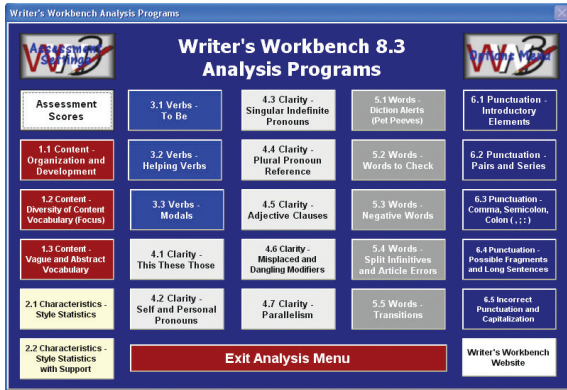 Writer's Workbench Analysis Programs
Assessment
Settings
Writer's Workbench 8.3
Analysis Programs
Options Menu
Assessment
Scores
1.1 Content -
Organization and
Development
1.2 Content -
Diversity of Content
Vocabulary (Focus)
1.3 Content -
Vague and Abstract
Vocabulary
2.1 Characteristics -
Style Statistics
2.2 Characteristics -
Style Statistics
with Support
3.1 Verbs -
To Be
3.2 Verbs -
Helping Verbs
3.3 Verbs -
Modals
4.1 Clarity -
This These Those
4.2 Clarity -
Self and Personal
Pronouns
4.3 Clarity -
Singular Indefinite
Pronouns
4.4 Clarity -
Plural Pronoun
Reference
4.5 Clarity -
Adjective Clauses
4.6 Clarity -
Misplaced and
Dangling Modifiers
4.7 Clarity -
Parallelism
5.1 Words -
Diction Alerts
(Pet Peeves)
5.2 Words -
Words to Check
5.3 Words -
Negative Words
5.4 Words -
Split Infinitives
and Article Errors
5.5 Words -
Transitions
6.1 Punctuation -
Introductory
Elements
6.2 Punctuation -
Pairs and Series
6.3 Punctuation -
Comma, Semicolon,
Colon ( , ; : )
6.4 Punctuation -
Possible Fragments
and Long Sentences
6.5 Incorrect
Punctuation and
Capitalization
Exit Analysis Menu
Writer's Workbench
Website